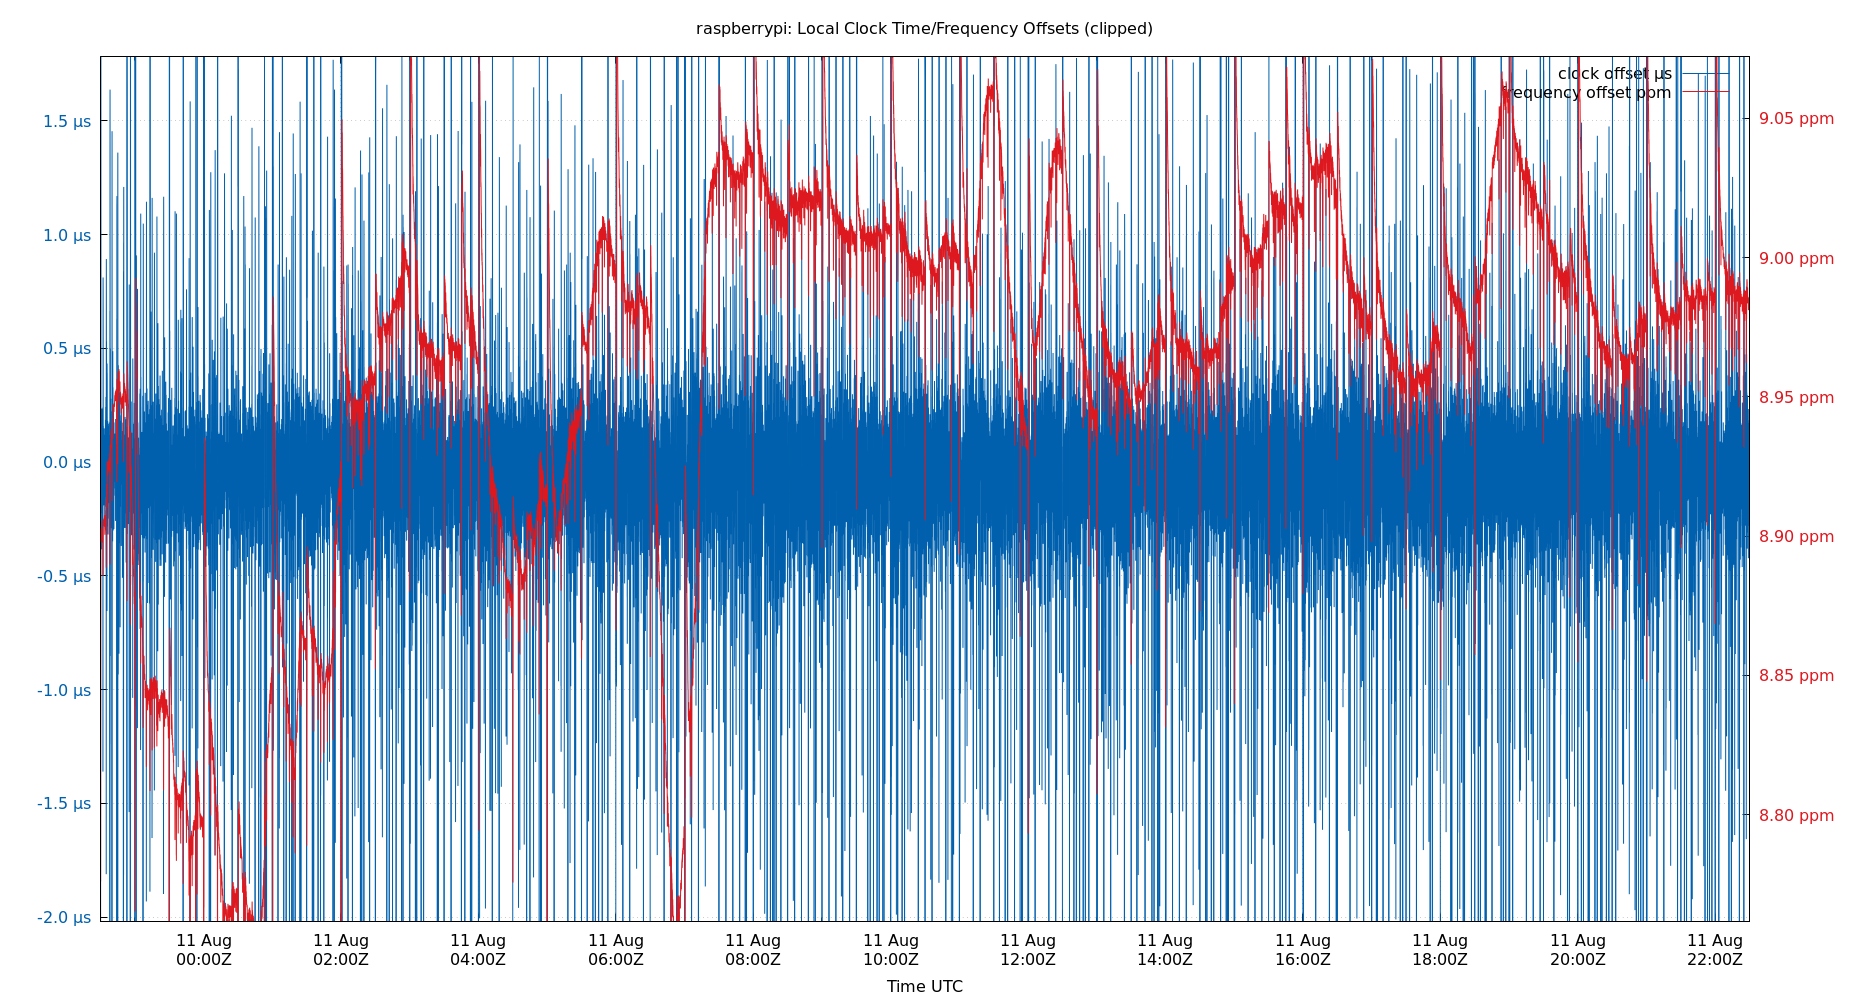 raspberrypi: Local Clock Time/Frequency Offsets (clipped)
clock offset µs
frequency offset ppm
1.5 µs
1.0 µs
0.5 µs
0.0 µs
-0.5 µs
-1.0 µs
-1.5 µs
-2.0 µs
9.05 ppm
9.00 ppm
8.95 ppm
8.90 ppm
8.85 ppm
8.80 ppm
11 Aug 11 Aug 11 Aug 11 Aug 11 Aug 11 Aug 11 Aug 11 Aug 11 Aug 11 Aug 11 Aug 11 Aug
00:00Z 02:00Z 04:00Z 06:00Z 08:00Z 10:00Z 12:00Z 14:00Z 16:00Z 18:00Z 20:00Z 22:00Z
Time UTC